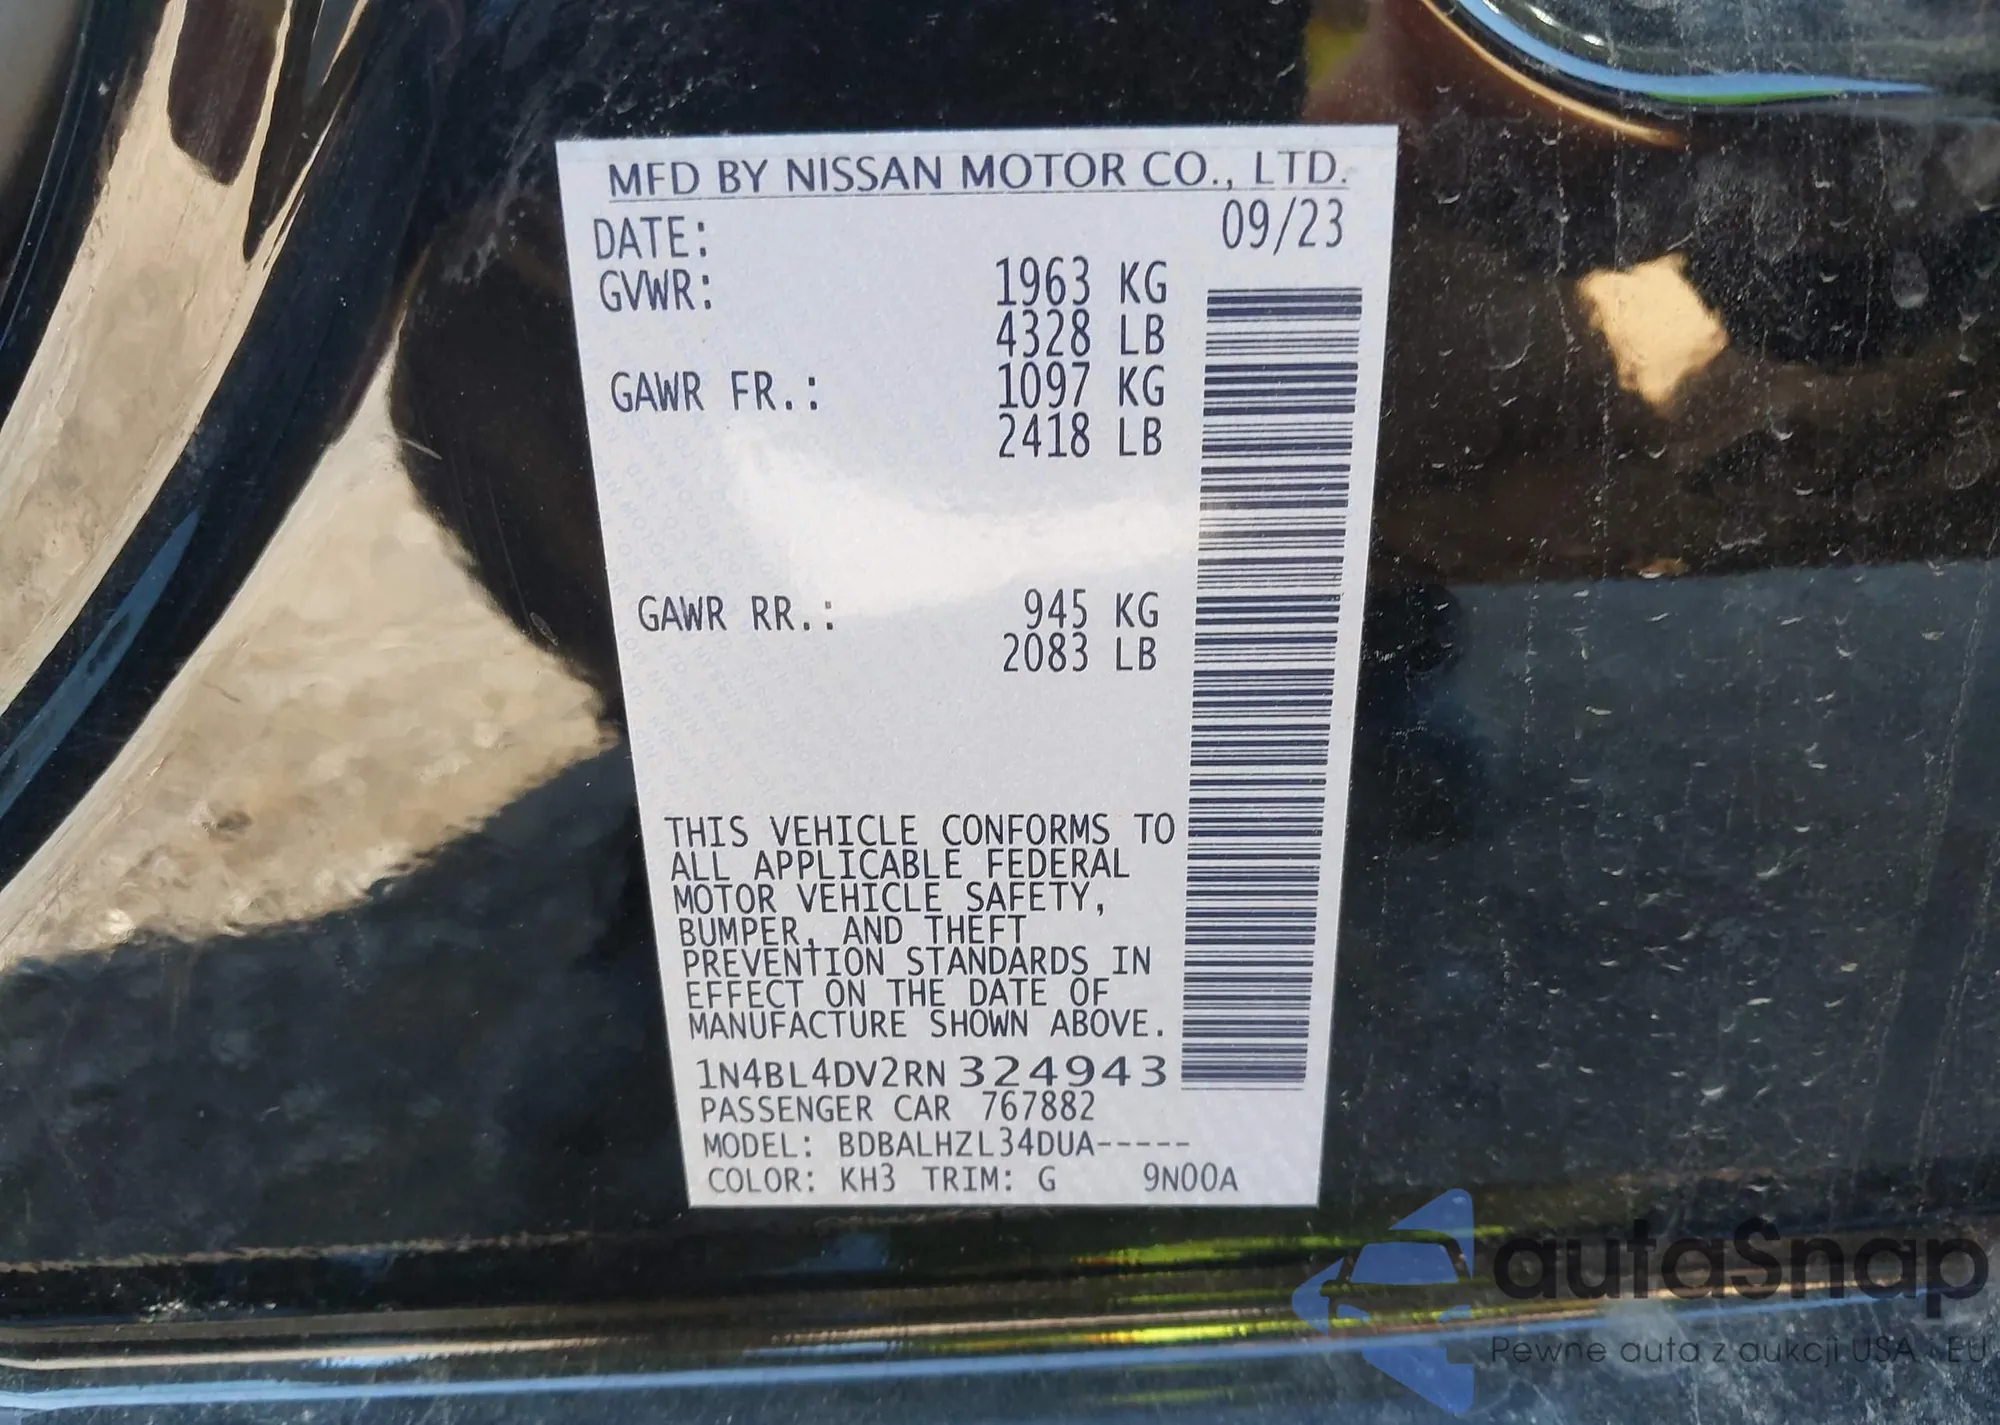 MFD BY NISSAN MOTOR CO., LTD.
DATE: 09/23
GVWR: 1963 KG
4328 LB
GAWR FR.: 1097 KG
2418 LB
GAWR RR.: 945 KG
2083 LB
THIS VEHICLE CONFORMS TO
ALL APPLICABLE FEDERAL
MOTOR VEHICLE SAFETY,
BUMPER, AND THEFT
PREVENTION STANDARDS IN
EFFECT ON THE DATE OF
MANUFACTURE SHOWN ABOVE.
1N4BL4DV2RN324943
PASSENGER CAR 767882
MODEL: BDBALHZL34DUA-----
COLOR: KH3 TRIM: G 9N00A
autasnap
Pewne auta z aukcji USA i EU